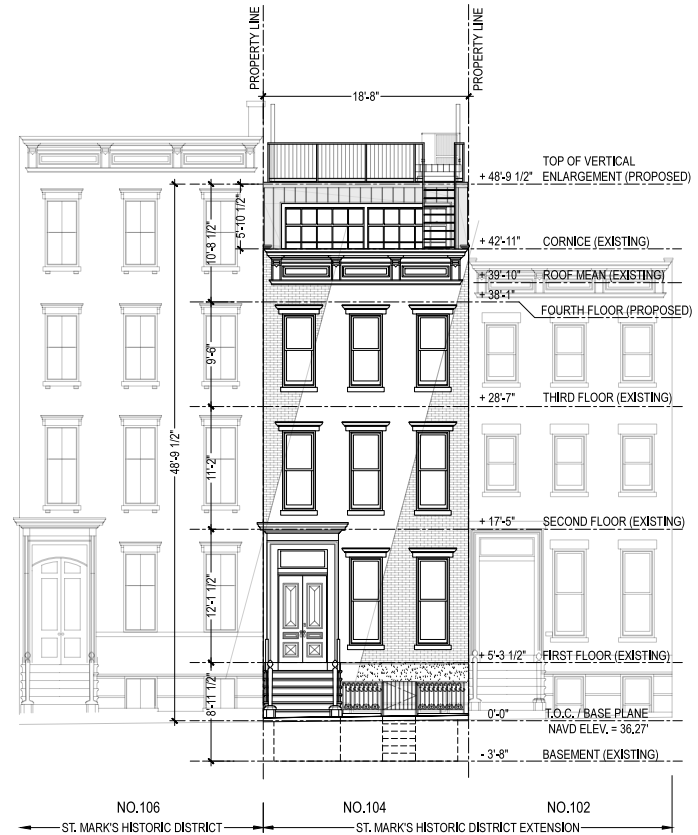 PROPERTY LINE
PROPERTY LINE
18'-8"
TOP OF VERTICAL
+ 48'-9 1/2" ENLARGEMENT (PROPOSED)
5'-10 1/2"
10'-8 1/2"
+ 42'-11" CORNICE (EXISTING)
+ 39'-10" ROOF MEAN (EXISTING)
+ 38'-1"
FOURTH FLOOR (PROPOSED)
9'-6"
+ 28'-7" THIRD FLOOR (EXISTING)
48'-9 1/2"
11'-2"
+ 17'-5" SECOND FLOOR (EXISTING)
12'-1 1/2"
+ 5'-3 1/2" FIRST FLOOR (EXISTING)
8'-11 1/2"
0'-0" T.O.C. / BASE PLANE
NAVD ELEV. = 36.27'
- 3'-8" BASEMENT (EXISTING)
NO.106 NO.104 NO.102
ST. MARK'S HISTORIC DISTRICT ST. MARK'S HISTORIC DISTRICT EXTENSION